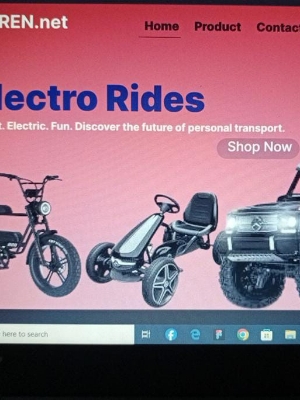 REN.net
Home Product Contac
lectro Rides
t. Electric. Fun. Discover the future of personal transport.
Shop Now
here to search